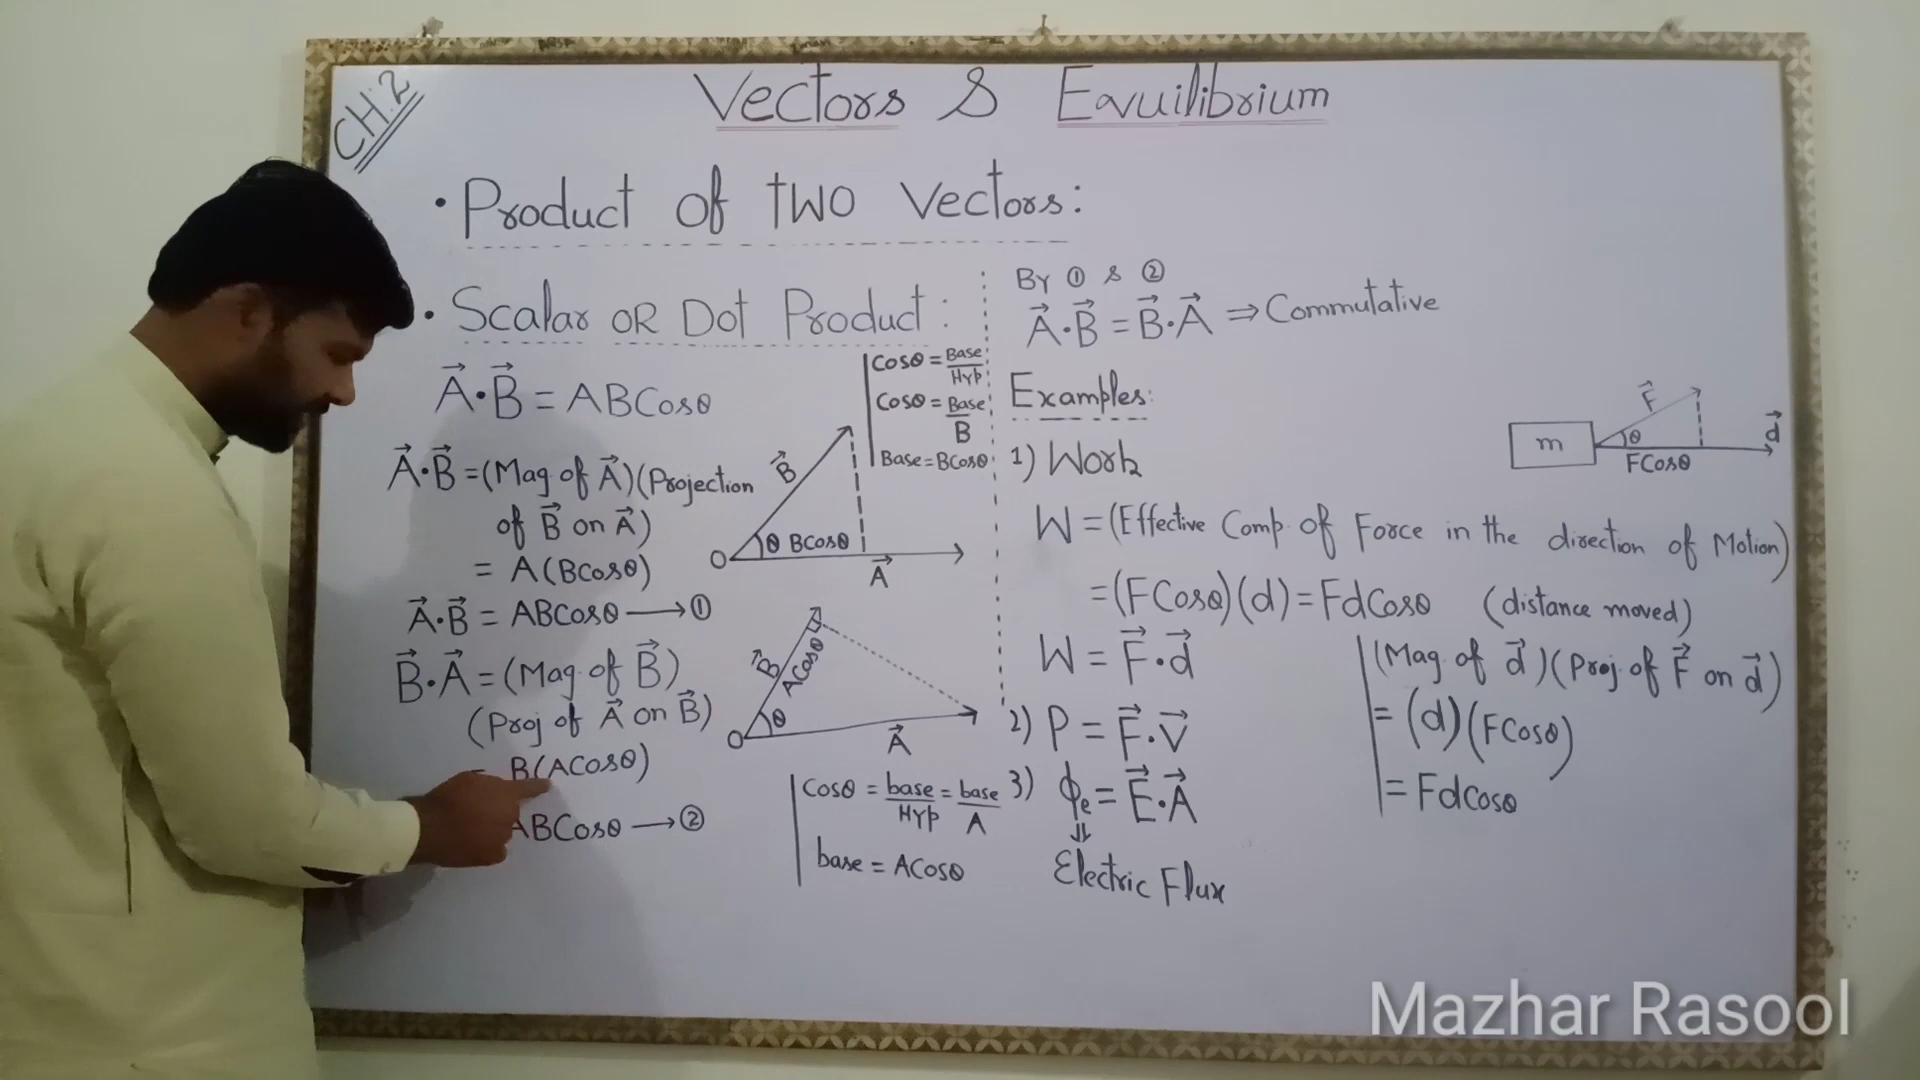 CH:2
Vectors & Eqvuilibrium
• Product of two Vectors:
• Scalar OR Dot Product:
A⃗·B⃗ = ABCosθ
A⃗·B⃗ = (Mag of A⃗)(Projection
of B⃗ on A⃗)
= A(BCosθ)
A⃗·B⃗ = ABCosθ → ①
B⃗·A⃗ = (Mag of B⃗)
(Proj of A⃗ on B⃗)
= B(ACosθ)
ABCosθ → ②
Cosθ = Base/Hyp
Cosθ = Base/B
Base = BCosθ
B⃗
O θ BCosθ
A⃗
B⃗ ACosθ
O θ
A⃗
Cosθ = base/Hyp = base/A
base = ACosθ
By ① & ②
A⃗·B⃗ = B⃗·A⃗ ⇒ Commutative
Examples:
1) Work
m F⃗ θ d⃗
FCosθ
W = (Effective Comp. of Force in the direction of Motion)
= (FCosθ)(d) = FdCosθ (distance moved)
W = F⃗·d⃗
2) P = F⃗·V⃗
3) ϕe = E⃗·A⃗
⇓
Electric Flux
(Mag of d⃗)(Proj of F⃗ on d⃗)
= (d)(FCosθ)
= FdCosθ
Mazhar Rasool